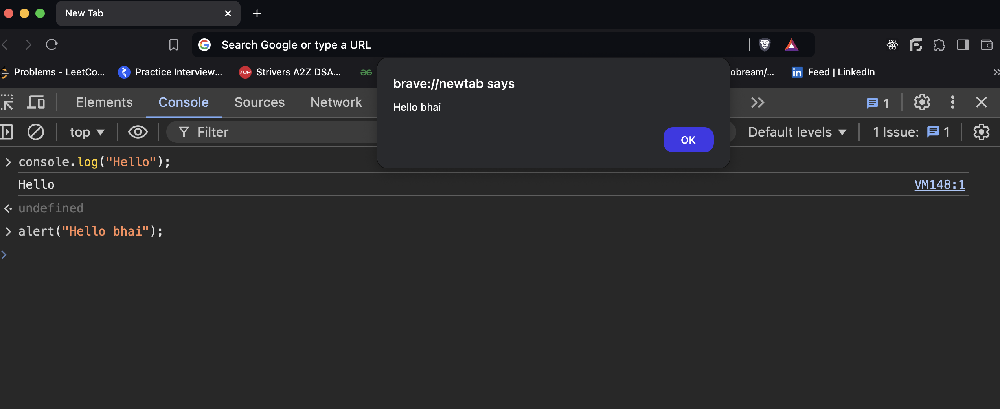 New Tab
Search Google or type a URL
Problems - LeetCo... Practice Interview... TUF Strivers A2Z DSA... obream/... in Feed | LinkedIn
brave://newtab says
Hello bhai
OK
Elements Console Sources Network 1
top Filter Default levels 1 Issue: 1
console.log("Hello");
Hello VM148:1
undefined
alert("Hello bhai");